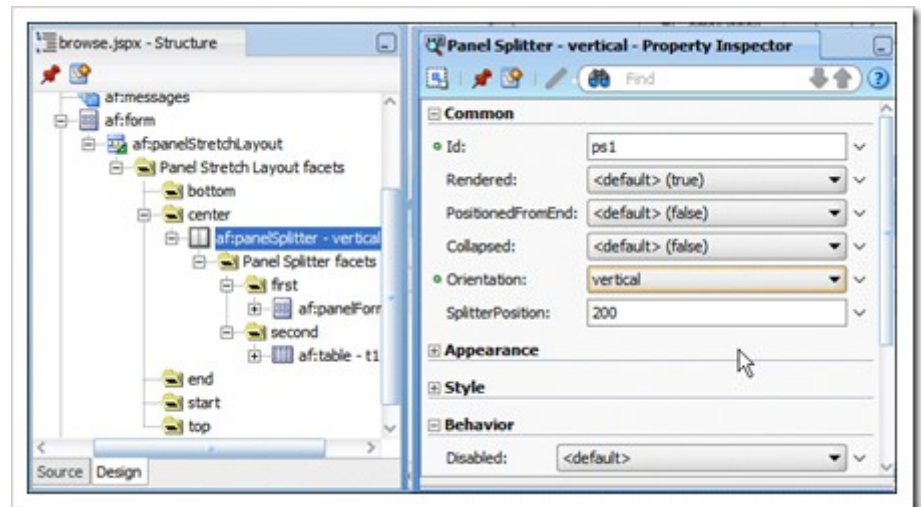 browse.jspx - Structure
af:messages
af:form
af:panelStretchLayout
Panel Stretch Layout facets
bottom
center
af:panelSplitter - vertical
Panel Splitter facets
first
af:panelForr
second
af:table - t1
end
start
top
Source Design
Panel Splitter - vertical - Property Inspector
Find
Common
Id: ps1
Rendered: <default> (true)
PositionedFromEnd: <default> (false)
Collapsed: <default> (false)
Orientation: vertical
SplitterPosition: 200
Appearance
Style
Behavior
Disabled: <default>